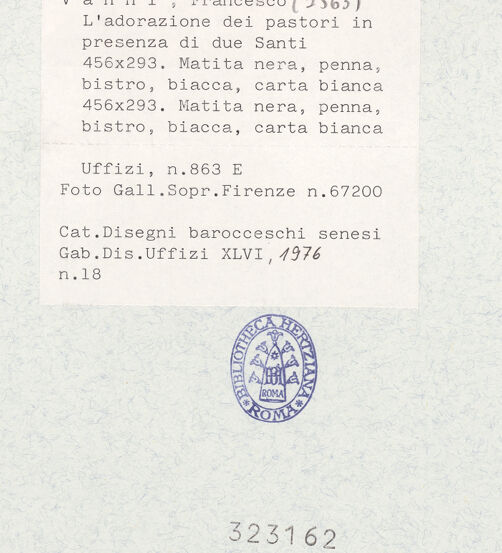 V a n n i , Francesco (1563)
L'adorazione dei pastori in
presenza di due Santi
456x293. Matita nera, penna,
bistro, biacca, carta bianca
456x293. Matita nera, penna,
bistro, biacca, carta bianca
Uffizi, n.863 E
Foto Gall.Sopr.Firenze n.67200
Cat.Disegni barocceschi senesi
Gab.Dis.Uffizi XLVI, 1976
n.18
BIBLIOTHECA HERTZIANA
BH
ROMA
*ROMA*
323162